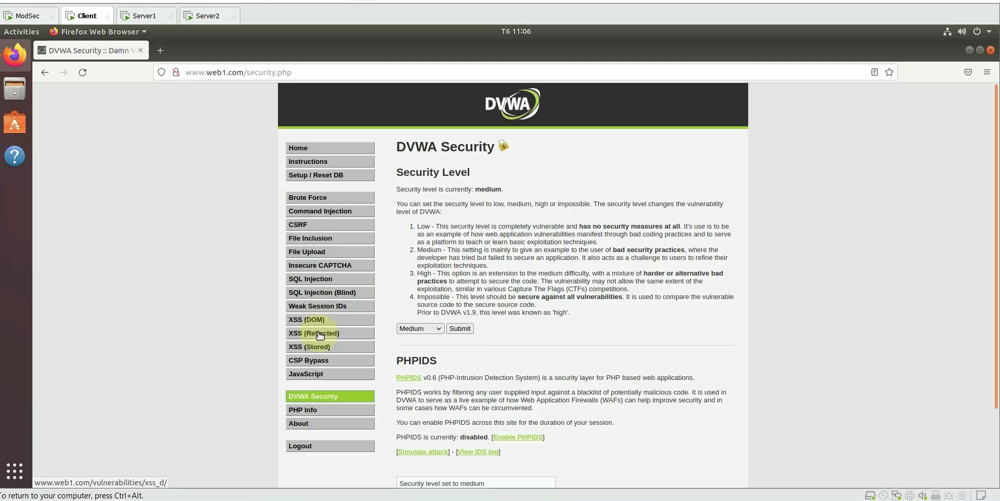 ModSec
Client
Server1
Server2
Activities
Firefox Web Browser
T6 11:06
DVWA Security :: Damn V
www.web1.com/security.php
DVWA
Home
Instructions
Setup / Reset DB
Brute Force
Command Injection
CSRF
File Inclusion
File Upload
Insecure CAPTCHA
SQL Injection
SQL Injection (Blind)
Weak Session IDs
XSS (DOM)
XSS (Reflected)
XSS (Stored)
CSP Bypass
JavaScript
DVWA Security
PHP Info
About
Logout
DVWA Security
Security Level
Security level is currently: medium.
You can set the security level to low, medium, high or impossible. The security level changes the vulnerability
level of DVWA:
1. Low - This security level is completely vulnerable and has no security measures at all. It's use is to be
as an example of how web application vulnerabilities manifest through bad coding practices and to serve
as a platform to teach or learn basic exploitation techniques.
2. Medium - This setting is mainly to give an example to the user of bad security practices, where the
developer has tried but failed to secure an application. It also acts as a challenge to users to refine their
exploitation techniques.
3. High - This option is an extension to the medium difficulty, with a mixture of harder or alternative bad
practices to attempt to secure the code. The vulnerability may not allow the same extent of the
exploitation, similar in various Capture The Flags (CTFs) competitions.
4. Impossible - This level should be secure against all vulnerabilities. It is used to compare the vulnerable
source code to the secure source code.
Prior to DVWA v1.9, this level was known as 'high'.
Medium
Submit
PHPIDS
PHPIDS v0.6 (PHP-Intrusion Detection System) is a security layer for PHP based web applications.
PHPIDS works by filtering any user supplied input against a blacklist of potentially malicious code. It is used in
DVWA to serve as a live example of how Web Application Firewalls (WAFs) can help improve security and in
some cases how WAFs can be circumvented.
You can enable PHPIDS across this site for the duration of your session.
PHPIDS is currently: disabled. [Enable PHPIDS]
[Simulate attack] - [View IDS log]
Security level set to medium
www.web1.com/vulnerabilities/xss_d/
To return to your computer, press Ctrl+Alt.